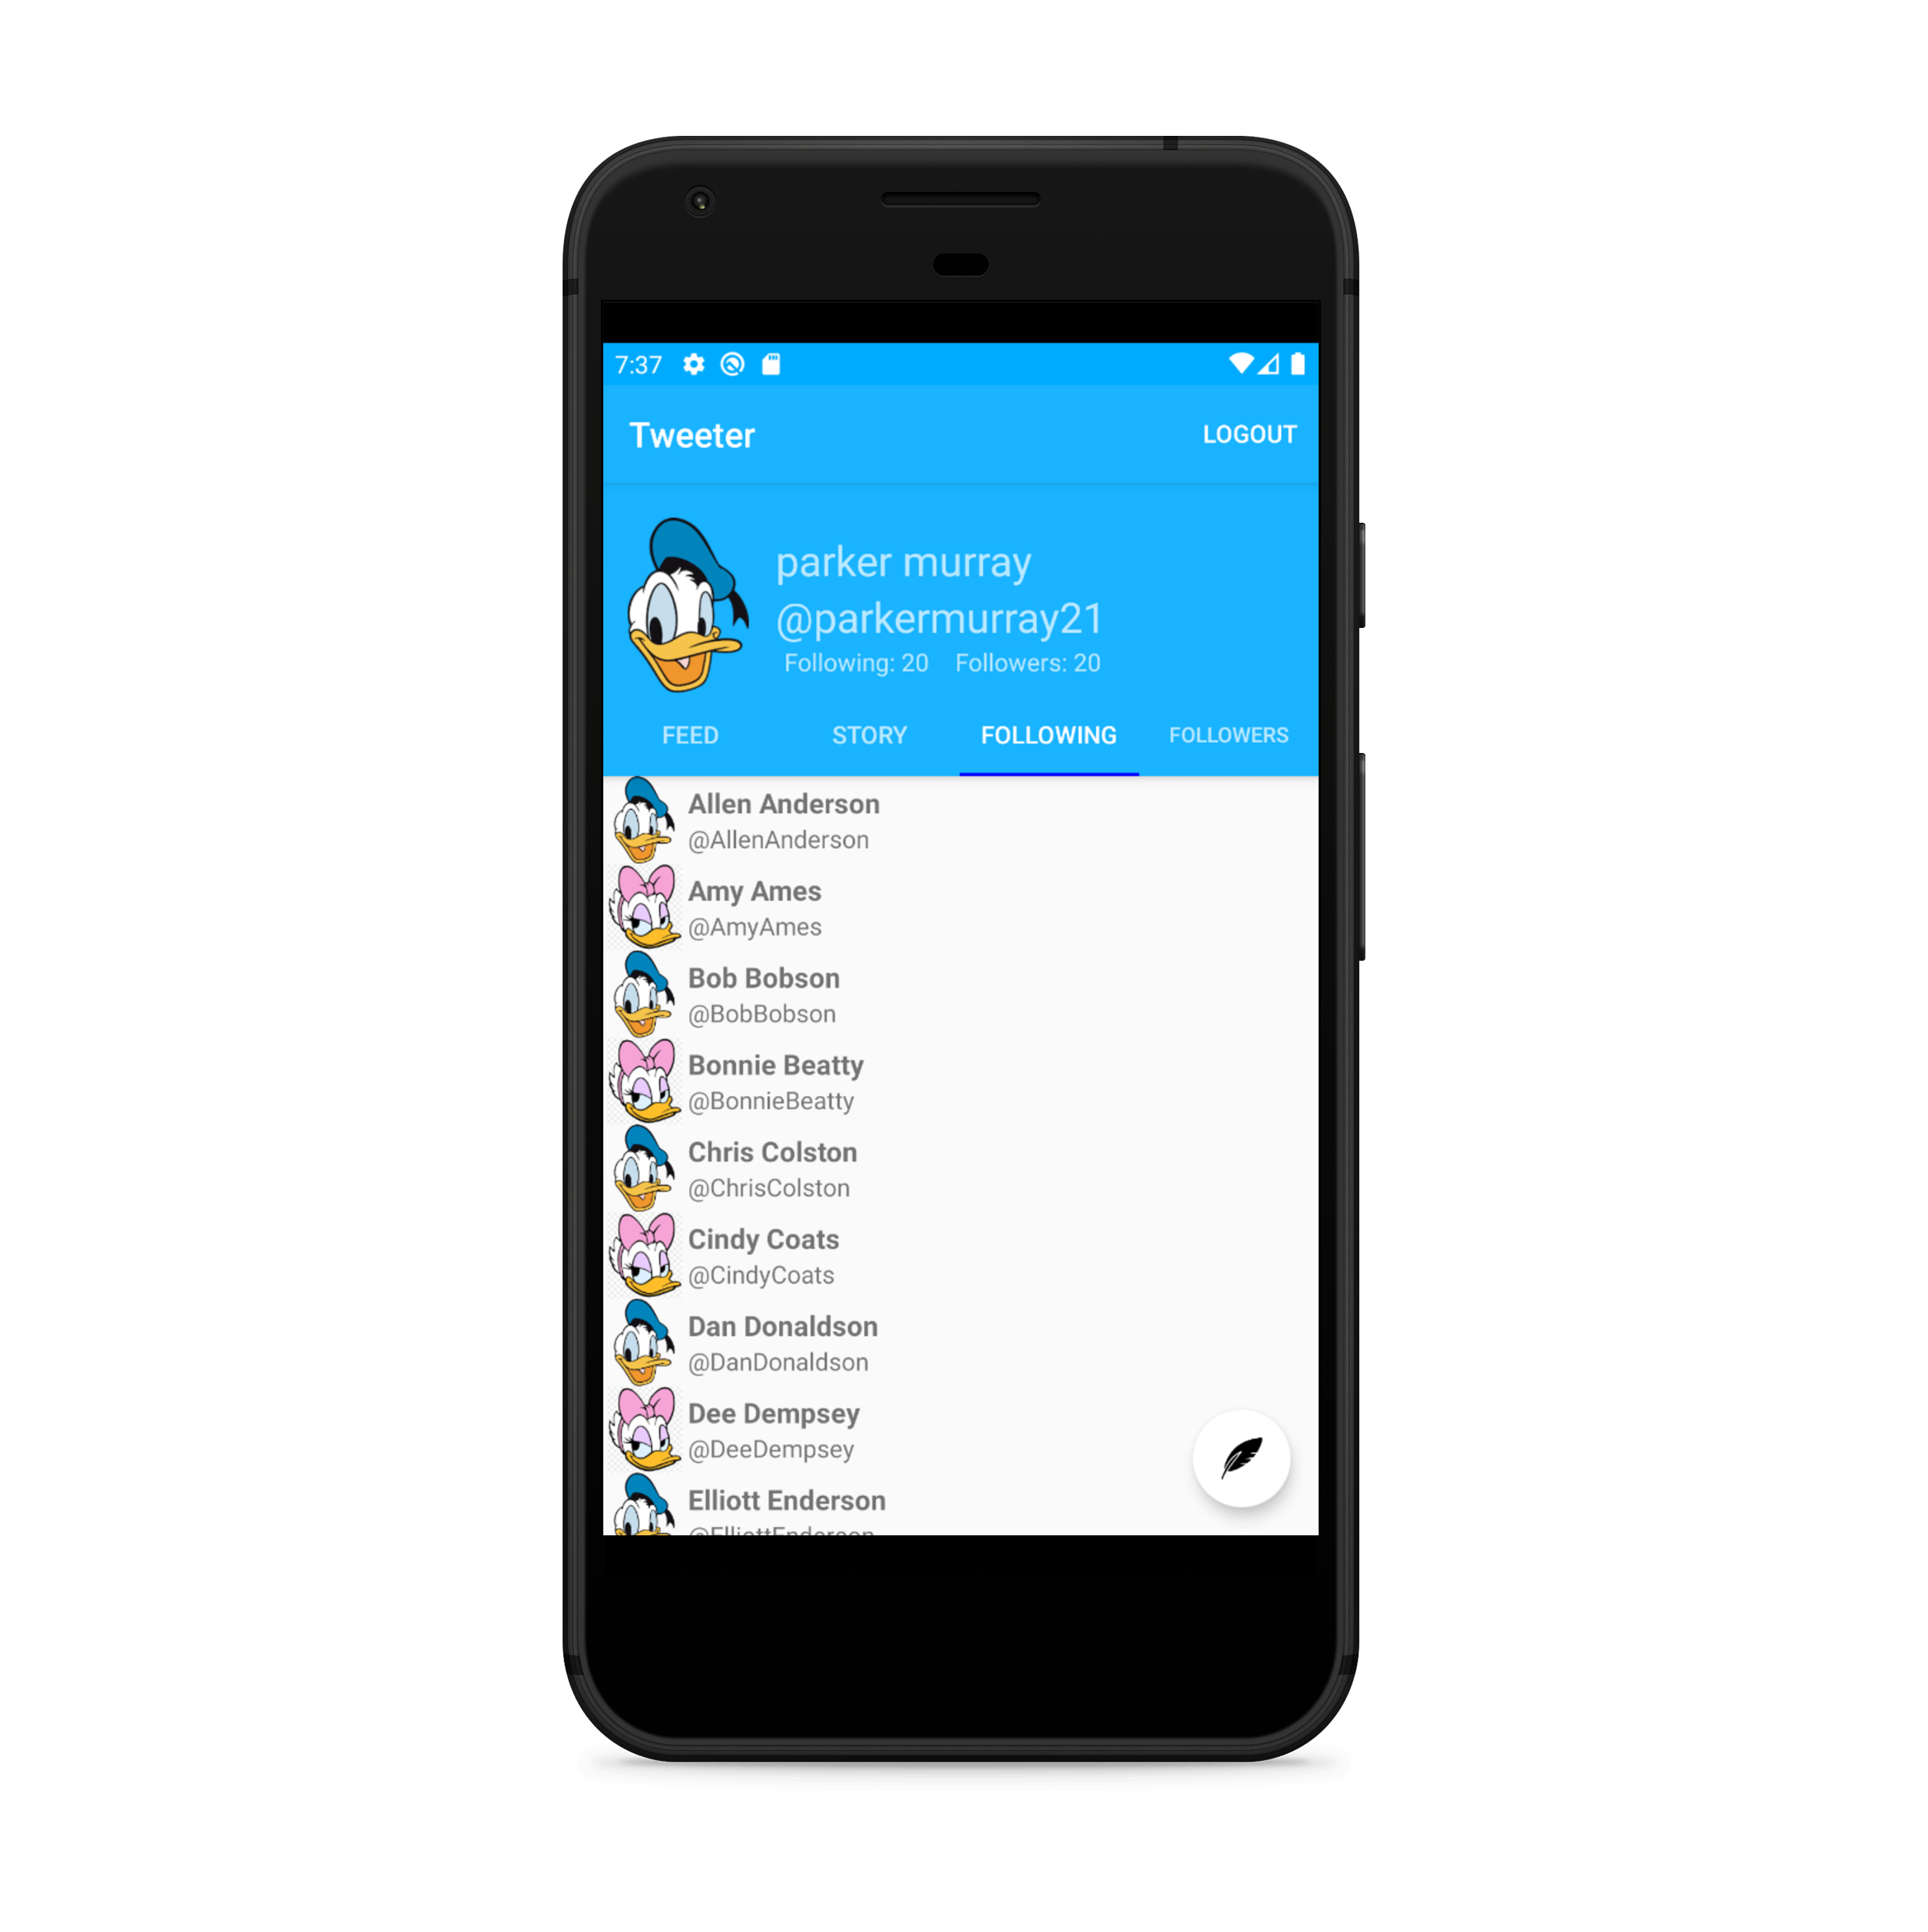 7:37
Tweeter
LOGOUT
parker murray
@parkermurray21
Following: 20 Followers: 20
FEED STORY FOLLOWING FOLLOWERS
Allen Anderson
@AllenAnderson
Amy Ames
@AmyAmes
Bob Bobson
@BobBobson
Bonnie Beatty
@BonnieBeatty
Chris Colston
@ChrisColston
Cindy Coats
@CindyCoats
Dan Donaldson
@DanDonaldson
Dee Dempsey
@DeeDempsey
Elliott Enderson
@ElliottEnderson